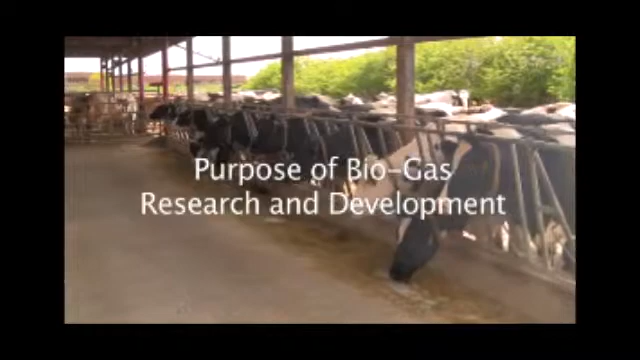 Purpose of Bio-Gas
Research and Development